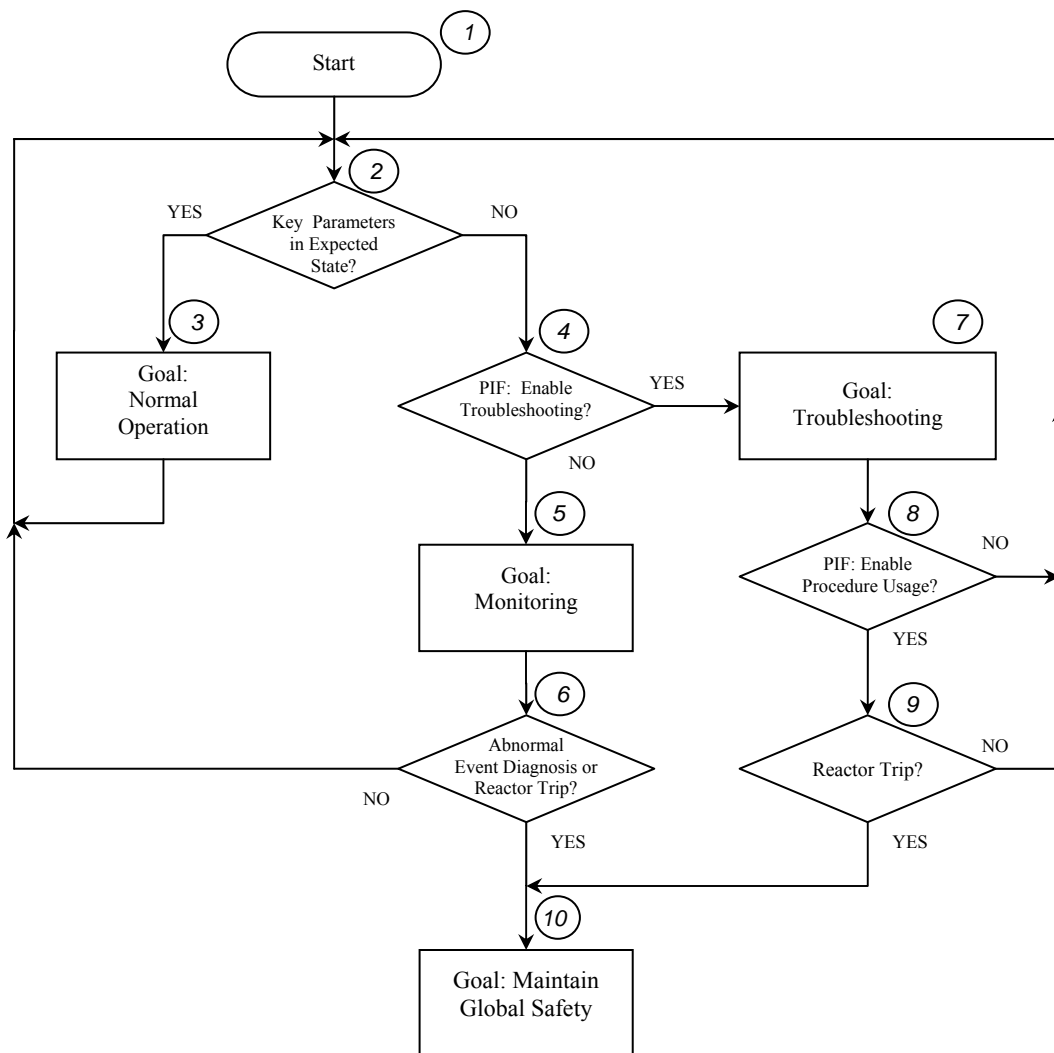 1
Start
2
YES
NO
Key Parameters
in Expected
State?
3
4
7
Goal:
Normal
Operation
PIF: Enable
Troubleshooting?
YES
Goal:
Troubleshooting
NO
5
8
Goal:
Monitoring
PIF: Enable
Procedure Usage?
NO
YES
6
9
Abnormal
Event Diagnosis or
Reactor Trip?
NO
Reactor Trip?
NO
YES
YES
10
Goal: Maintain
Global Safety